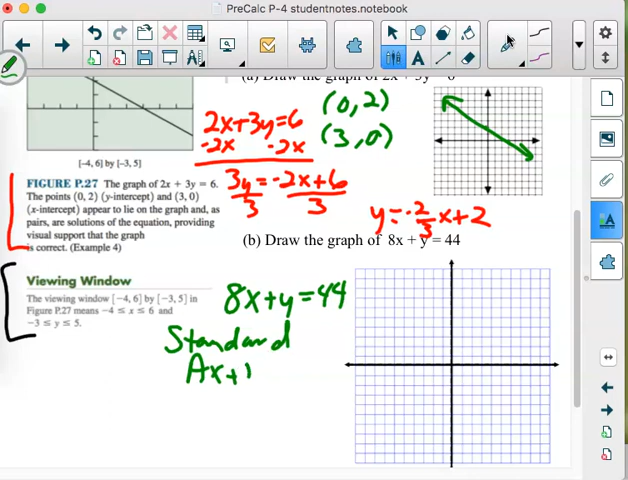 PreCalc P-4 studentnotes.notebook
A
A
(a) Draw the graph of 2x + 3y = 6
[-4, 6] by [-3, 5]
FIGURE P.27 The graph of 2x + 3y = 6.
The points (0, 2) (y-intercept) and (3, 0)
(x-intercept) appear to lie on the graph and, as
pairs, are solutions of the equation, providing
visual support that the graph
is correct. (Example 4)
2x+3y=6
-2x -2x
3y = -2x+6
3 3
y = -2/3 x + 2
(0, 2)
(3, 0)
(b) Draw the graph of 8x + y = 44
Viewing Window
The viewing window [−4, 6] by [−3, 5] in
Figure P.27 means −4 ≤ x ≤ 6 and
−3 ≤ y ≤ 5.
8x+y=44
Standard
Ax+